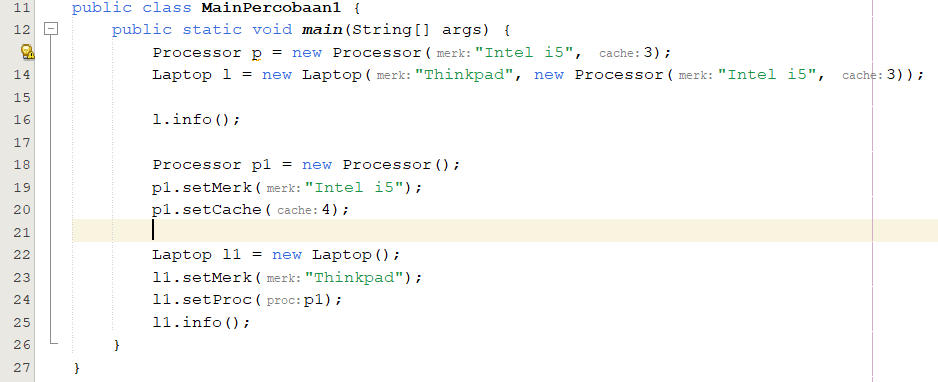 11 public class MainPercobaan1 {
12 public static void main(String[] args) {
Processor p = new Processor(merk:"Intel i5", cache:3);
14 Laptop l = new Laptop(merk:"Thinkpad", new Processor(merk:"Intel i5", cache:3));
15
16 l.info();
17
18 Processor p1 = new Processor();
19 p1.setMerk(merk:"Intel i5");
20 p1.setCache(cache:4);
21
22 Laptop l1 = new Laptop();
23 l1.setMerk(merk:"Thinkpad");
24 l1.setProc(proc:p1);
25 l1.info();
26 }
27 }